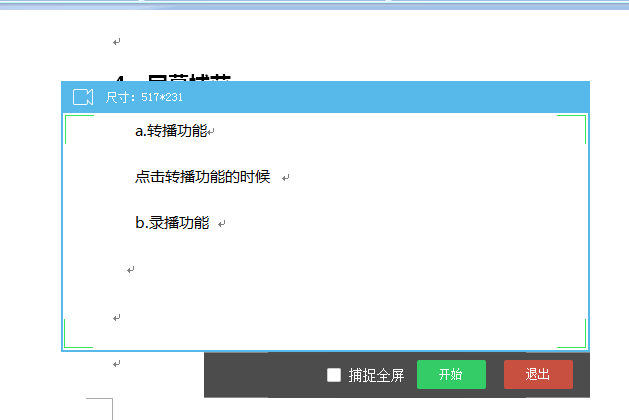 尺寸：517*231
a.转播功能
点击转播功能的时候
b.录播功能
捕捉全屏
开始
退出